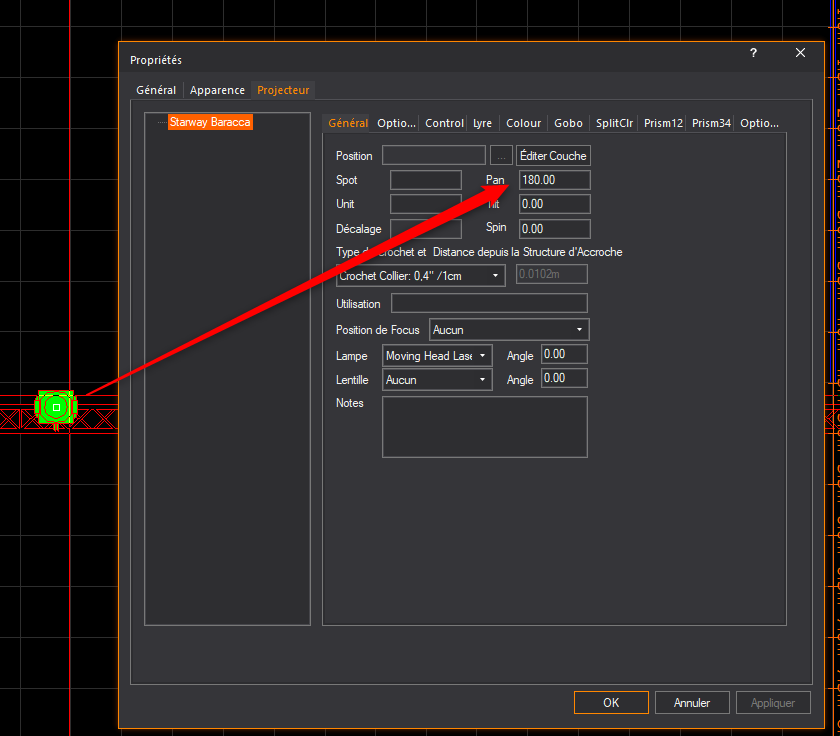 Propriétés
?
Général Apparence Projecteur
Starway Baracca
Général Optio... Control Lyre Colour Gobo SplitClr Prism12 Prism34 Optio...
Position ... Éditer Couche
Spot Pan 180.00
Unit 0.00
Décalage Spin 0.00
Crochet et Distance depuis la Structure d'Accroche
Crochet Collier: 0,4" /1cm 0.0102m
Utilisation
Position de Focus Aucun
Lampe Moving Head Lase Angle 0.00
Lentille Aucun Angle 0.00
Notes
OK Annuler Appliquer